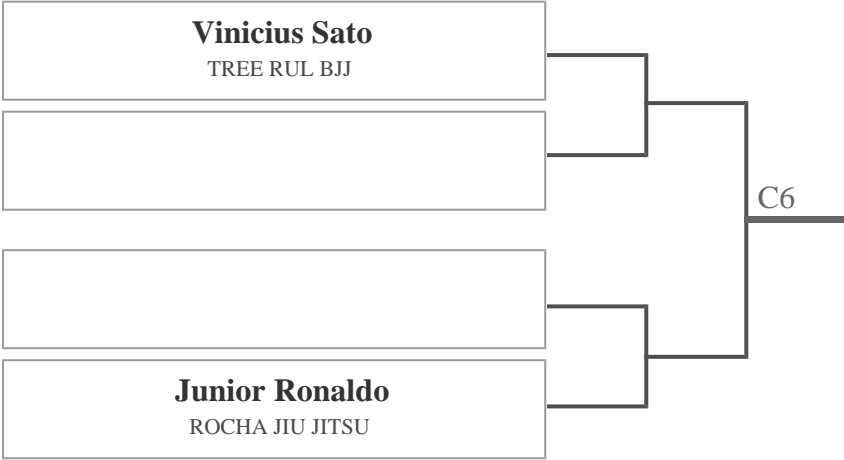 Vinicius Sato
TREE RUL BJJ
C6
Junior Ronaldo
ROCHA JIU JITSU